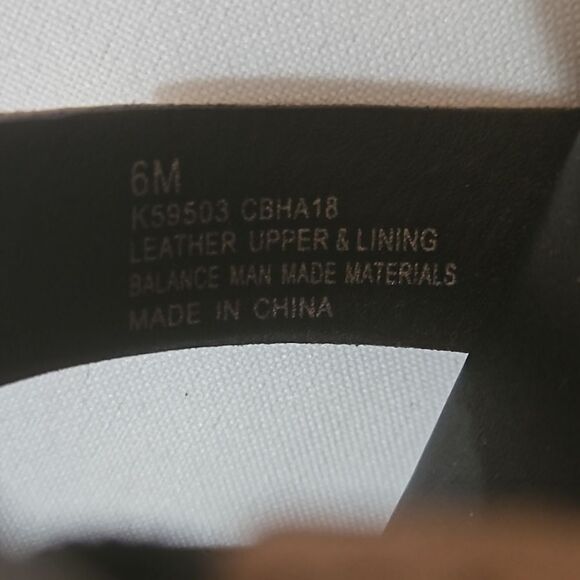 6M
K59503 CBHA18
LEATHER UPPER & LINING
BALANCE MAN MADE MATERIALS
MADE IN CHINA